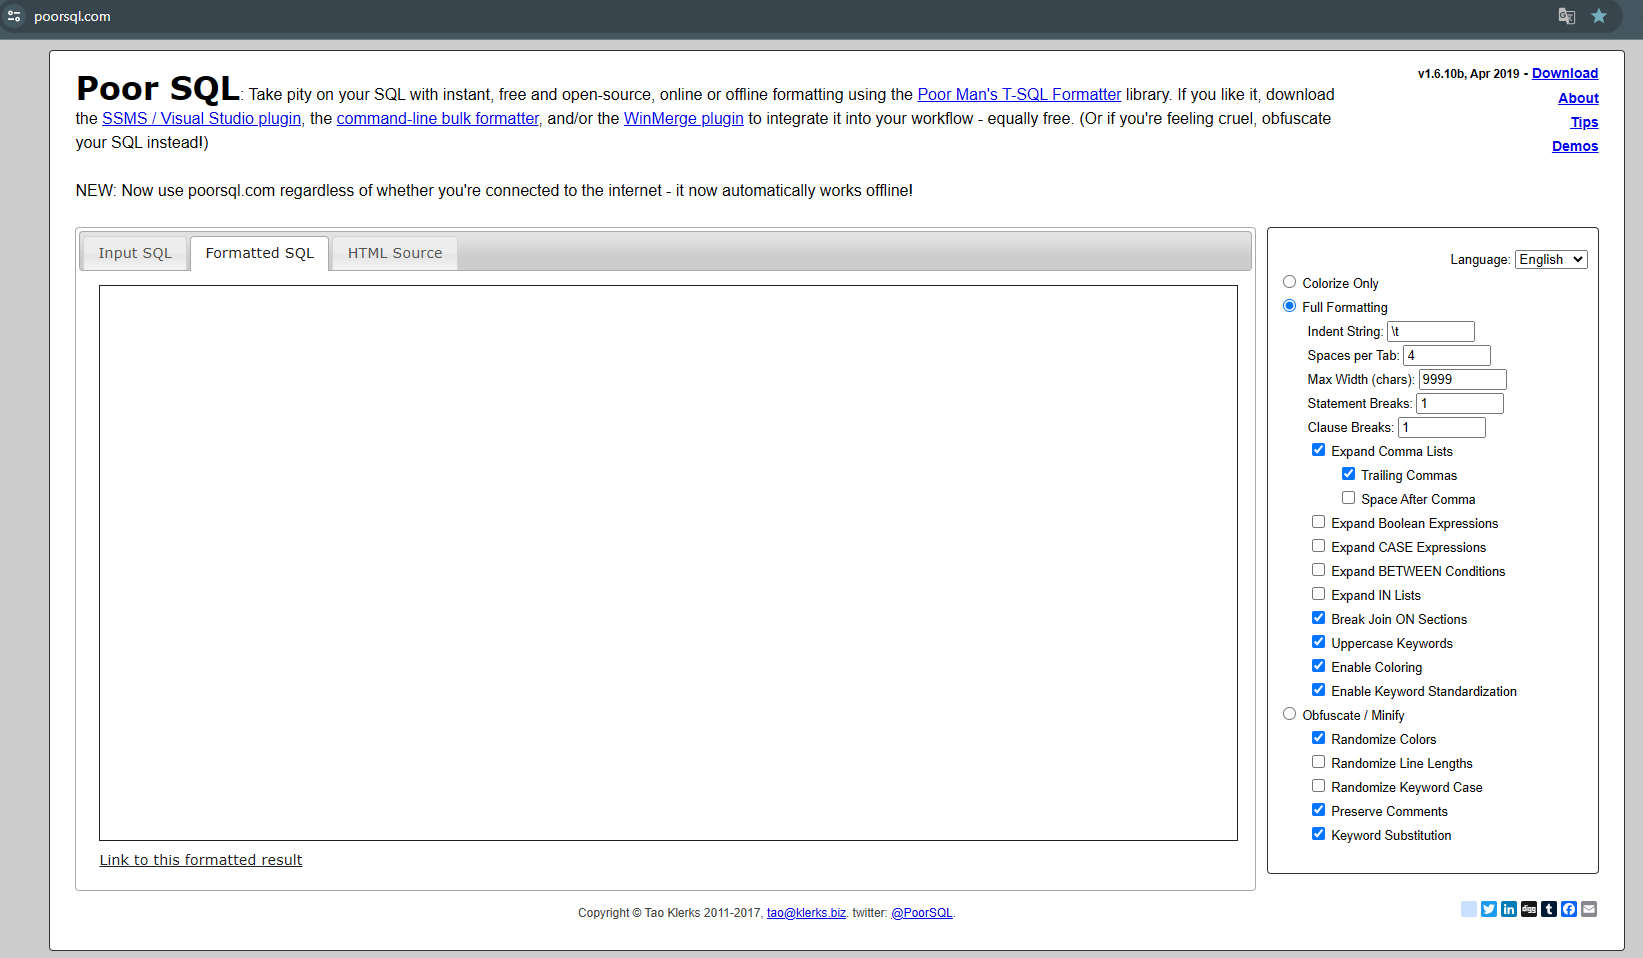 poorsql.com
Poor SQL: Take pity on your SQL with instant, free and open-source, online or offline formatting using the Poor Man's T-SQL Formatter library. If you like it, download
the SSMS / Visual Studio plugin, the command-line bulk formatter, and/or the WinMerge plugin to integrate it into your workflow - equally free. (Or if you're feeling cruel, obfuscate
your SQL instead!)
v1.6.10b, Apr 2019 - Download
About
Tips
Demos
NEW: Now use poorsql.com regardless of whether you're connected to the internet - it now automatically works offline!
Input SQL
Formatted SQL
HTML Source
Link to this formatted result
Language: English
Colorize Only
Full Formatting
Indent String: \t
Spaces per Tab: 4
Max Width (chars): 9999
Statement Breaks: 1
Clause Breaks: 1
Expand Comma Lists
Trailing Commas
Space After Comma
Expand Boolean Expressions
Expand CASE Expressions
Expand BETWEEN Conditions
Expand IN Lists
Break Join ON Sections
Uppercase Keywords
Enable Coloring
Enable Keyword Standardization
Obfuscate / Minify
Randomize Colors
Randomize Line Lengths
Randomize Keyword Case
Preserve Comments
Keyword Substitution
Copyright © Tao Klerks 2011-2017, tao@klerks.biz. twitter: @PoorSQL.
digg